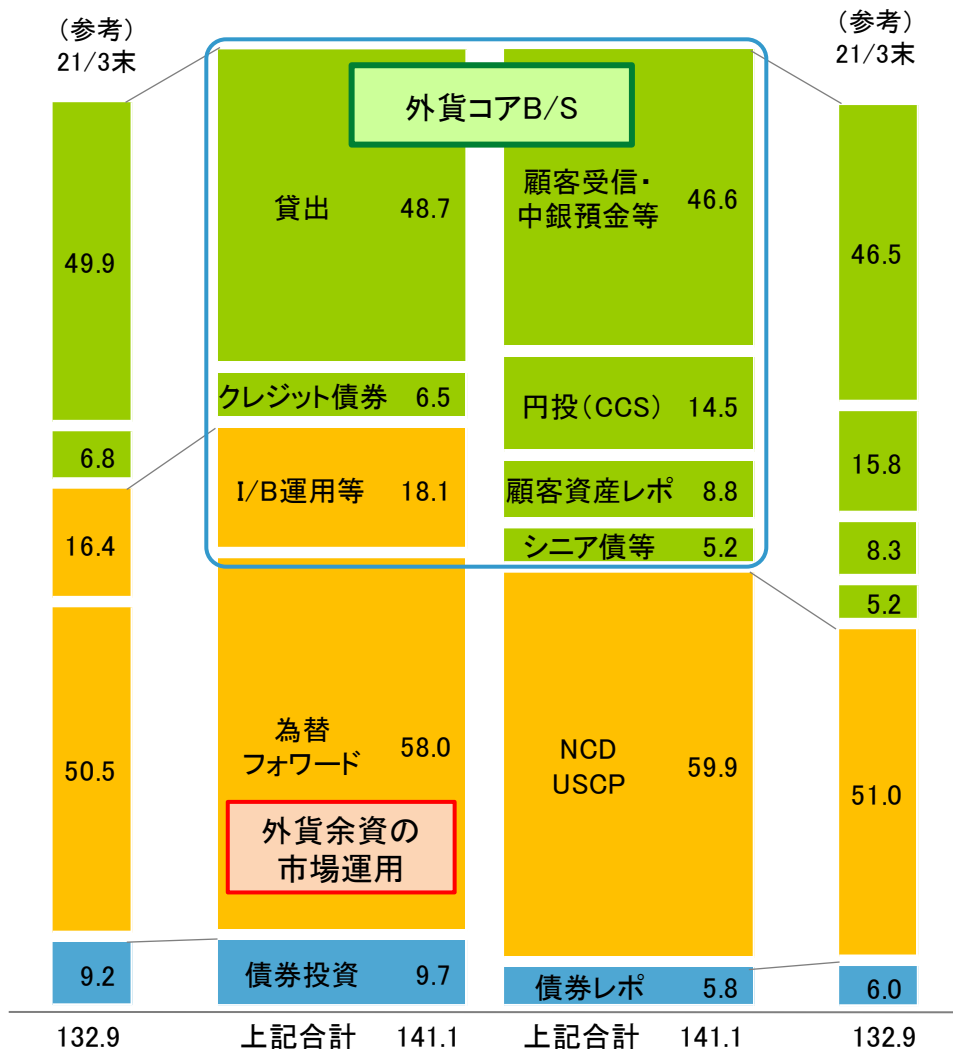 (参考)
21/3末
(参考)
21/3末
外貨コアB/S
貸出 48.7
顧客受信・
中銀預金等 46.6
49.9
46.5
クレジット債券 6.5
円投(CCS) 14.5
6.8
15.8
I/B運用等 18.1
顧客資産レポ 8.8
16.4
シニア債等 5.2
8.3
5.2
為替
フォワード 58.0
NCD
USCP 59.9
50.5
51.0
外貨余資の
市場運用
9.2
債券投資 9.7
債券レポ 5.8
6.0
132.9 上記合計 141.1 上記合計 141.1 132.9